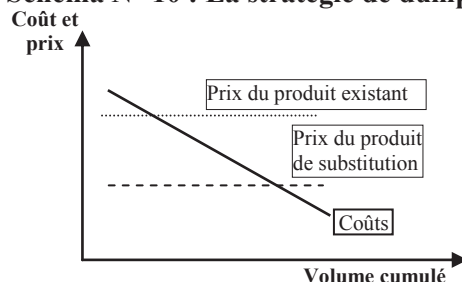 Schéma N° 10 : La stratégie de dump
Coût et
prix
Prix du produit existant
Prix du produit
de substitution
Coûts
Volume cumulé